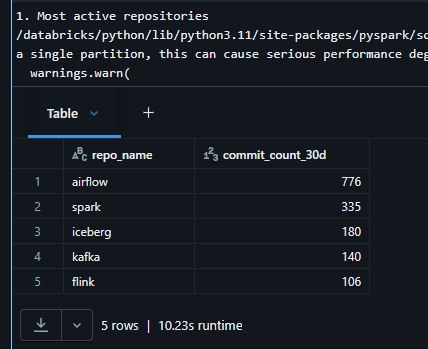 1. Most active repositories
/databricks/python/lib/python3.11/site-packages/pyspark/
a single partition, this can cause serious performance
warnings.warn(
Table
+
ABC repo_name 123 commit_count_30d
1 airflow 776
2 spark 335
3 iceberg 180
4 kafka 140
5 flink 106
5 rows | 10.23s runtime